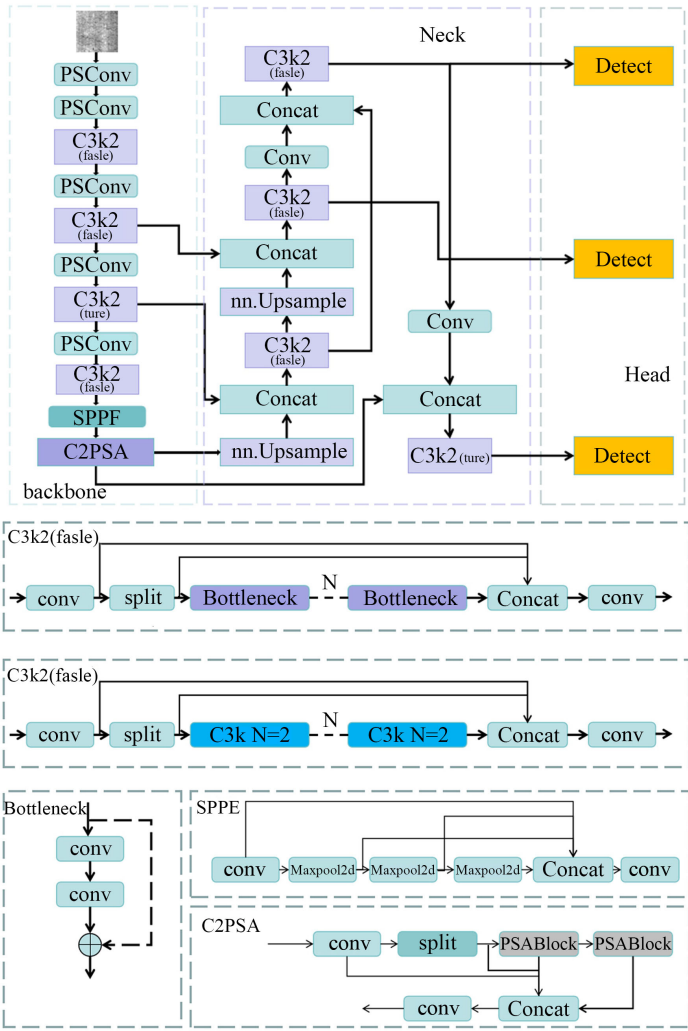 PSConv
PSConv
C3k2
(fasle)
PSConv
C3k2
(fasle)
PSConv
C3k2
(ture)
PSConv
C3k2
(fasle)
SPPF
C2PSA
backbone
Neck
C3k2
(fasle)
Concat
Conv
C3k2
(fasle)
Concat
nn.Upsample
C3k2
(fasle)
Concat
nn.Upsample
Conv
Concat
C3k2 (ture)
Detect
Detect
Head
Detect
C3k2(fasle)
conv
split
Bottleneck
N
Bottleneck
Concat
conv
C3k2(fasle)
conv
split
C3k N=2
N
C3k N=2
Concat
conv
Bottleneck
conv
conv
SPPE
conv
Maxpool2d
Maxpool2d
Maxpool2d
Concat
conv
C2PSA
conv
split
PSABlock
PSABlock
conv
Concat